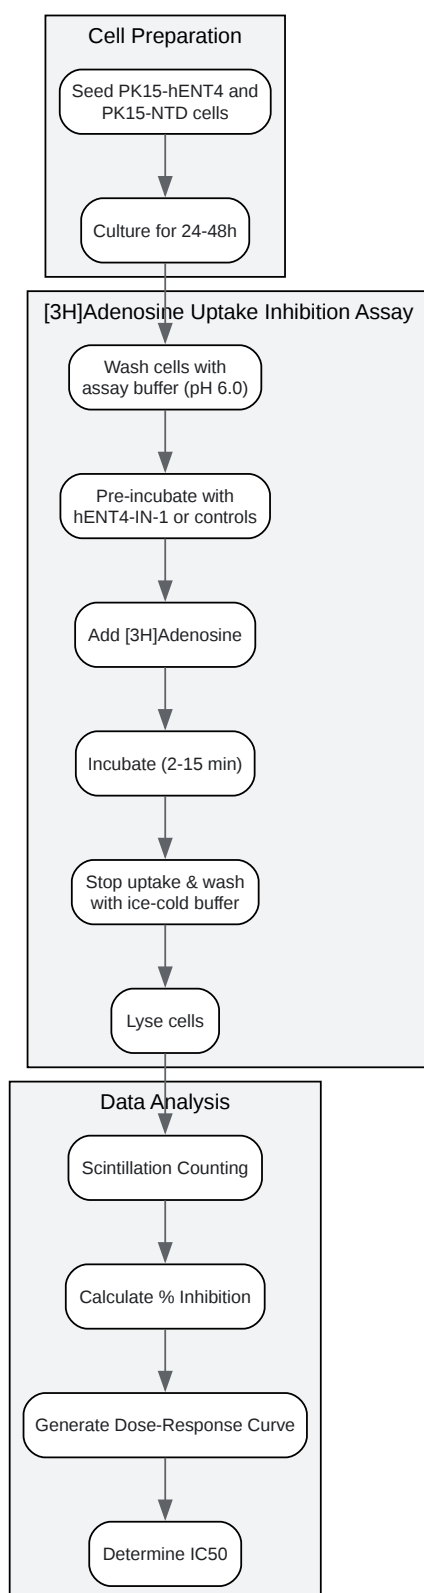 Cell Preparation
Seed PK15-hENT4 and
PK15-NTD cells
Culture for 24-48h
[3H]Adenosine Uptake Inhibition Assay
Wash cells with
assay buffer (pH 6.0)
Pre-incubate with
hENT4-IN-1 or controls
Add [3H]Adenosine
Incubate (2-15 min)
Stop uptake & wash
with ice-cold buffer
Lyse cells
Data Analysis
Scintillation Counting
Calculate % Inhibition
Generate Dose-Response Curve
Determine IC50